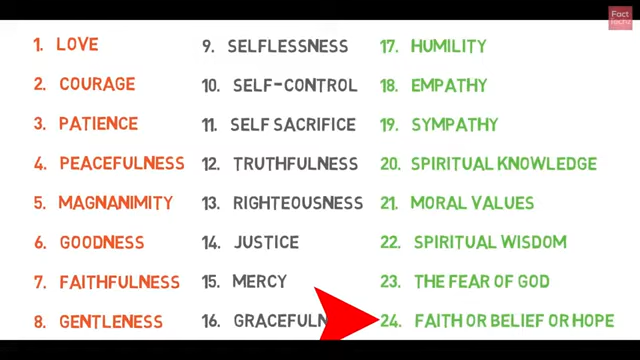 Fact
1. LOVE
2. COURAGE
3. PATIENCE
4. PEACEFULNESS
5. MAGNANIMITY
6. GOODNESS
7. FAITHFULNESS
8. GENTLENESS
9. SELFLESSNESS
10. SELF-CONTROL
11. SELF SACRIFICE
12. TRUTHFULNESS
13. RIGHTEOUSNESS
14. JUSTICE
15. MERCY
16. GRACEFULN
17. HUMILITY
18. EMPATHY
19. SYMPATHY
20. SPIRITUAL KNOWLEDGE
21. MORAL VALUES
22. SPIRITUAL WISDOM
23. THE FEAR OF GOD
24. FAITH OR BELIEF OR HOPE